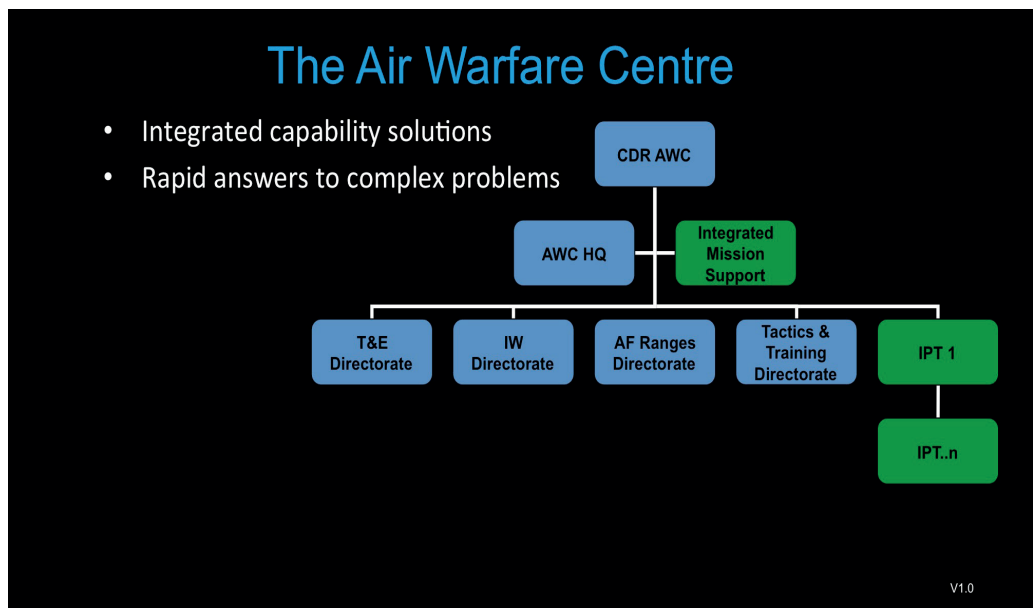 The Air Warfare Centre
• Integrated capability solutions
• Rapid answers to complex problems
CDR AWC
AWC HQ
Integrated
Mission
Support
T&E
Directorate
IW
Directorate
AF Ranges
Directorate
Tactics &
Training
Directorate
IPT 1
IPT..n
V1.0